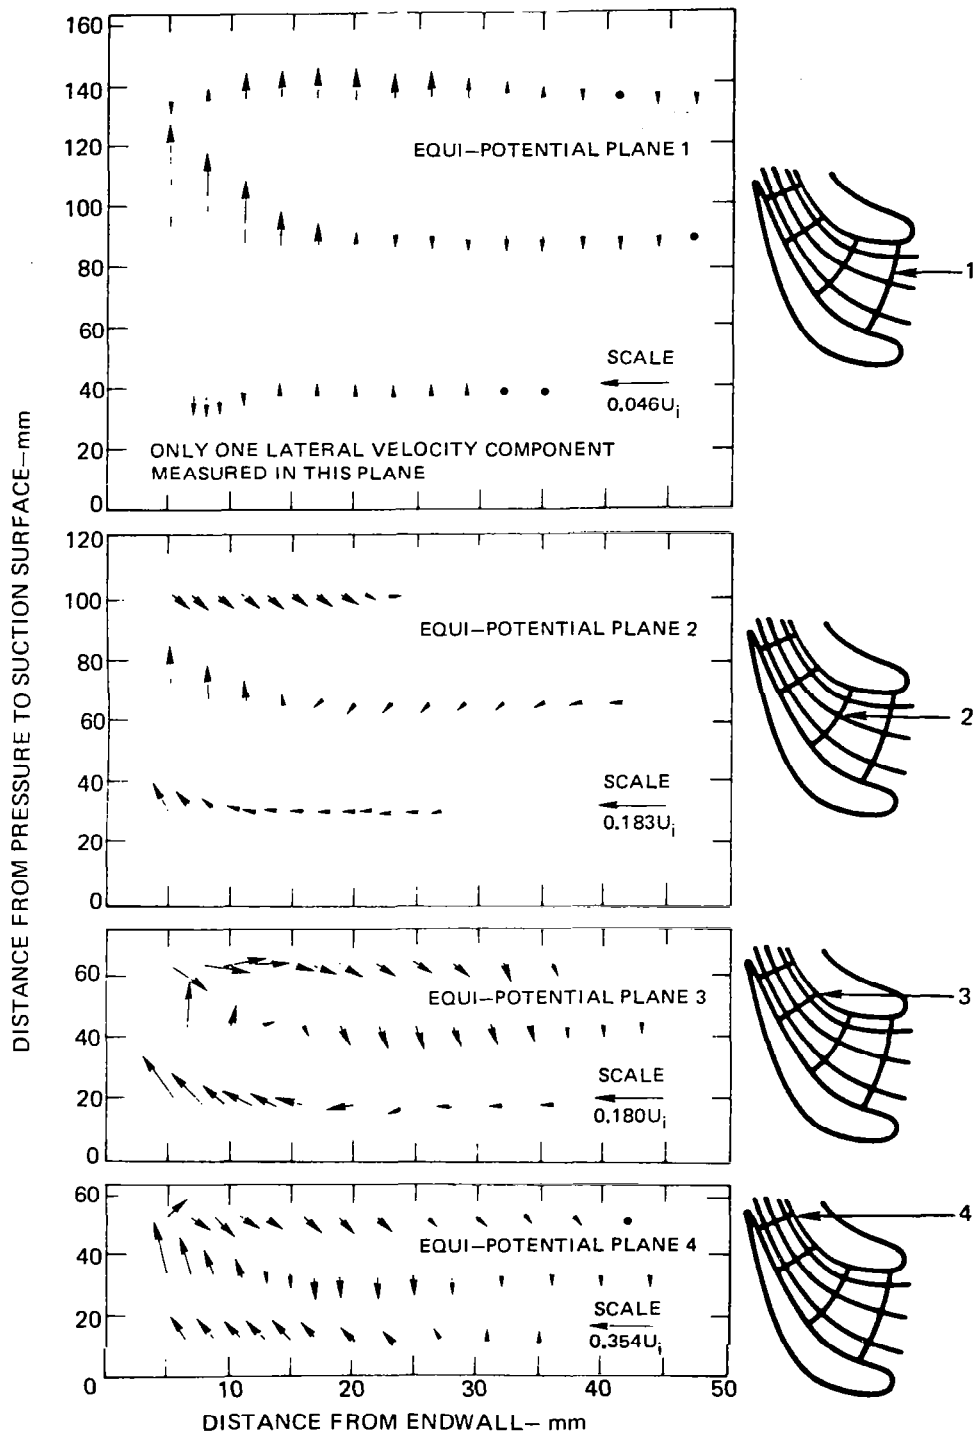 DISTANCE FROM PRESSURE TO SUCTION SURFACE—mm
160
140
120
100
80
60
40
20
0
EQUI—POTENTIAL PLANE 1
SCALE
0.046Ui
ONLY ONE LATERAL VELOCITY COMPONENT
MEASURED IN THIS PLANE
1
120
100
80
60
40
20
0
EQUI—POTENTIAL PLANE 2
SCALE
0.183Ui
2
60
40
20
0
EQUI—POTENTIAL PLANE 3
SCALE
0.180Ui
3
60
40
20
0
EQUI—POTENTIAL PLANE 4
SCALE
0.354Ui
4
10 20 30 40 50
DISTANCE FROM ENDWALL— mm